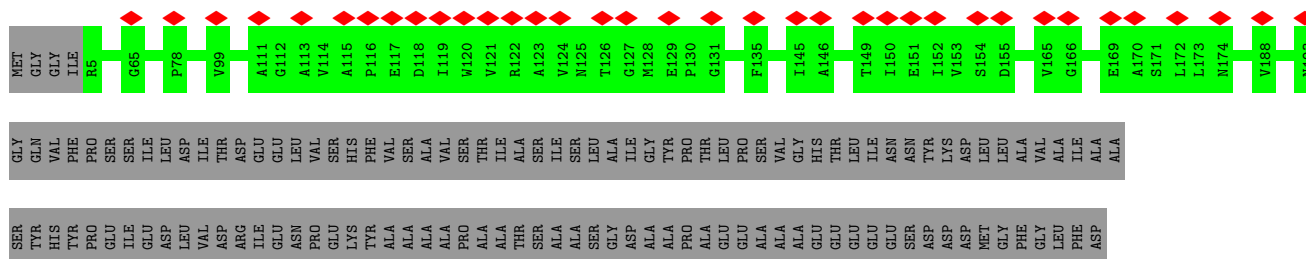 MET GLY GLY ILE R5 G65 P78 V99 A111 G112 A113 V114 A115 P116 E117 D118 I119 W120 V121 R122 A123 V124 N125 T126 G127 M128 E129 P130 G131 F135 I145 A146 T149 I150 E151 I152 V153 S154 D155 V165 G166 E169 A170 S171 L172 L173 N174 V188
GLY GLN VAL PHE PRO SER SER ILE LEU ASP ILE THR ASP GLU GLU LEU VAL SER HIS PHE VAL SER ALA VAL SER THR ILE ALA SER ILE SER LEU ALA ILE GLY TYR PRO THR LEU PRO SER VAL GLY HIS THR LEU ILE ASN ASN TYR LYS ASP LEU LEU ALA VAL ALA ILE ALA ALA
SER TYR HIS TYR PRO GLU ILE GLU ASP LEU VAL ASP ARG ILE GLU ASN PRO GLU LYS TYR ALA ALA ALA ALA PRO ALA ALA THR SER ALA ALA SER GLY ASP ALA ALA PRO ALA GLU GLU ALA ALA ALA GLU GLU GLU GLU GLU SER ASP ASP ASP MET GLY PHE GLY LEU PHE ASP